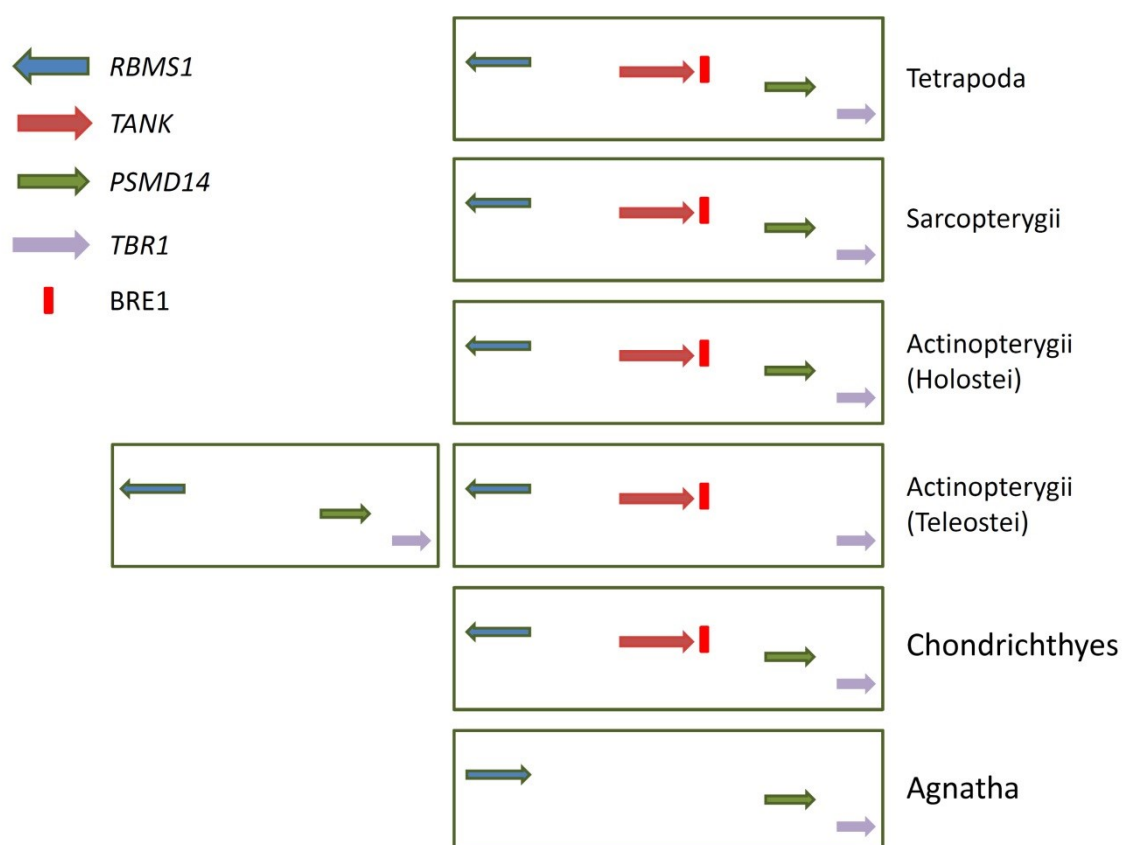 RBMS1
TANK
PSMD14
TBR1
BRE1
Tetrapoda
Sarcopterygii
Actinopterygii
(Holostei)
Actinopterygii
(Teleostei)
Chondrichthyes
Agnatha